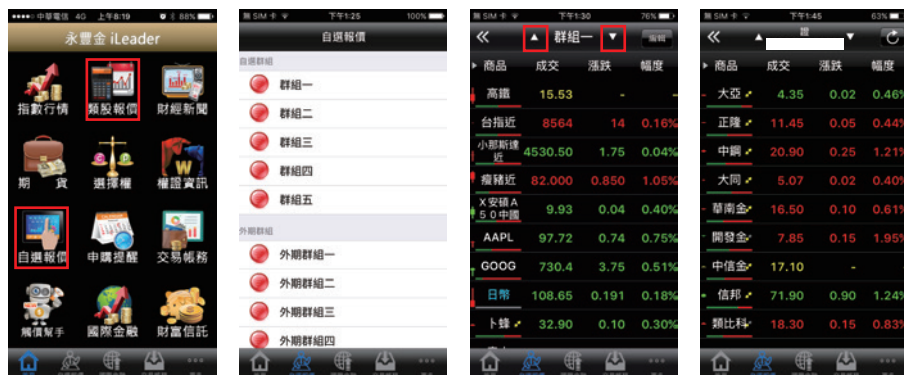 中華電信 4G 上午8:19 88%
永豐金 iLeader
指數行情 類股報價 財經新聞
期 貨 選擇權 權證資訊
自選報價 申購提醒 交易帳務
觸價幫手 國際金融 財富信託
無 SIM 卡 下午1:25 100%
自選報價
自選群組
群組一
群組二
群組三
群組四
群組五
外期群組
外期群組一
外期群組二
外期群組三
外期群組四
無 SIM 卡 下午1:30 76%
群組一 編輯
商品 成交 漲跌 幅度
高鐵 15.53 - -
台指近 8564 14 0.16%
小那斯達近 4530.50 1.75 0.04%
瘦豬近 82.000 0.850 1.05%
X安碩A50中國 9.93 0.04 0.40%
AAPL 97.72 0.74 0.75%
GOOG 730.4 3.75 0.51%
日幣 108.65 0.191 0.18%
卜蜂 32.90 0.10 0.30%
無 SIM 卡 下午1:45 63%
商品 成交 漲跌 幅度
大亞 4.35 0.02 0.46%
正隆 11.45 0.05 0.44%
中鋼 20.90 0.25 1.21%
大同 5.07 0.02 0.40%
華南金 16.50 0.10 0.61%
開發金 7.85 0.15 1.95%
中信金 17.10 -
信邦 71.90 0.90 1.24%
類比科 18.30 0.15 0.83%